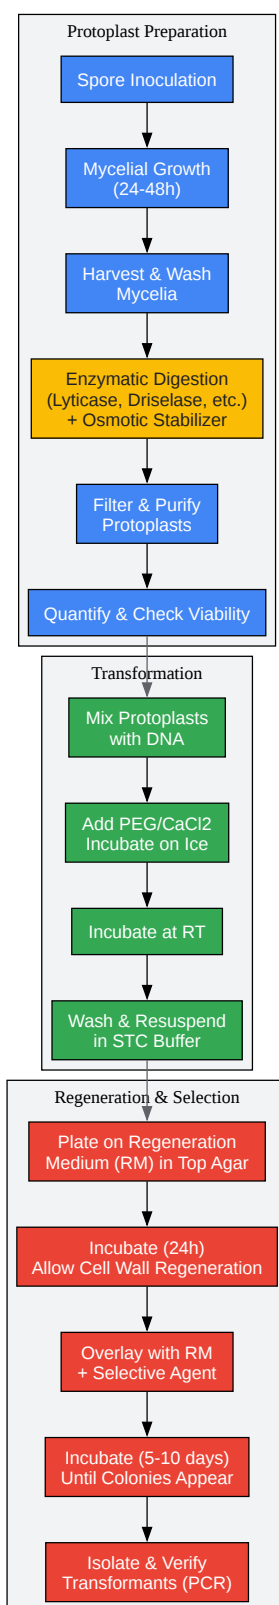 Protoplast Preparation
Spore Inoculation
Mycelial Growth
(24-48h)
Harvest & Wash
Mycelia
Enzymatic Digestion
(Lyticase, Driselase, etc.)
+ Osmotic Stabilizer
Filter & Purify
Protoplasts
Quantify & Check Viability
Transformation
Mix Protoplasts
with DNA
Add PEG/CaCl2
Incubate on Ice
Incubate at RT
Wash & Resuspend
in STC Buffer
Regeneration & Selection
Plate on Regeneration
Medium (RM) in Top Agar
Incubate (24h)
Allow Cell Wall Regeneration
Overlay with RM
+ Selective Agent
Incubate (5-10 days)
Until Colonies Appear
Isolate & Verify
Transformants (PCR)